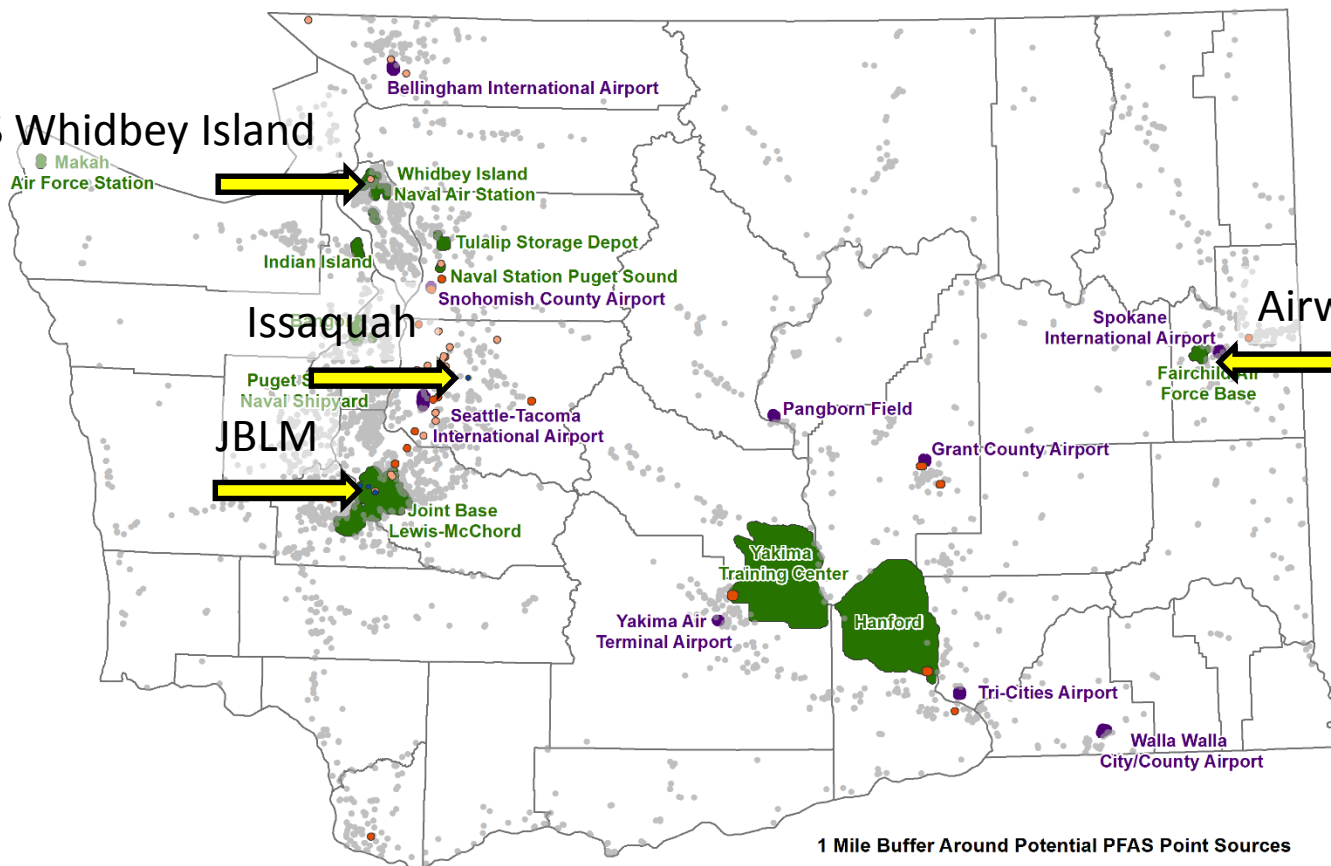 Bellingham International Airport
Whidbey Island
Makah
Air Force Station
Whidbey Island
Naval Air Station
Tulalip Storage Depot
Indian Island
Naval Station Puget Sound
Snohomish County Airport
Issaquah
Spokane
International Airport
Fairchild Air
Force Base
Puget
Naval Shipyard
Seattle-Tacoma
International Airport
Pangborn Field
JBLM
Grant County Airport
Joint Base
Lewis-McChord
Yakima
Training Center
Yakima Air
Terminal Airport
Hanford
Tri-Cities Airport
Walla Walla
City/County Airport
1 Mile Buffer Around Potential PFAS Point Sources